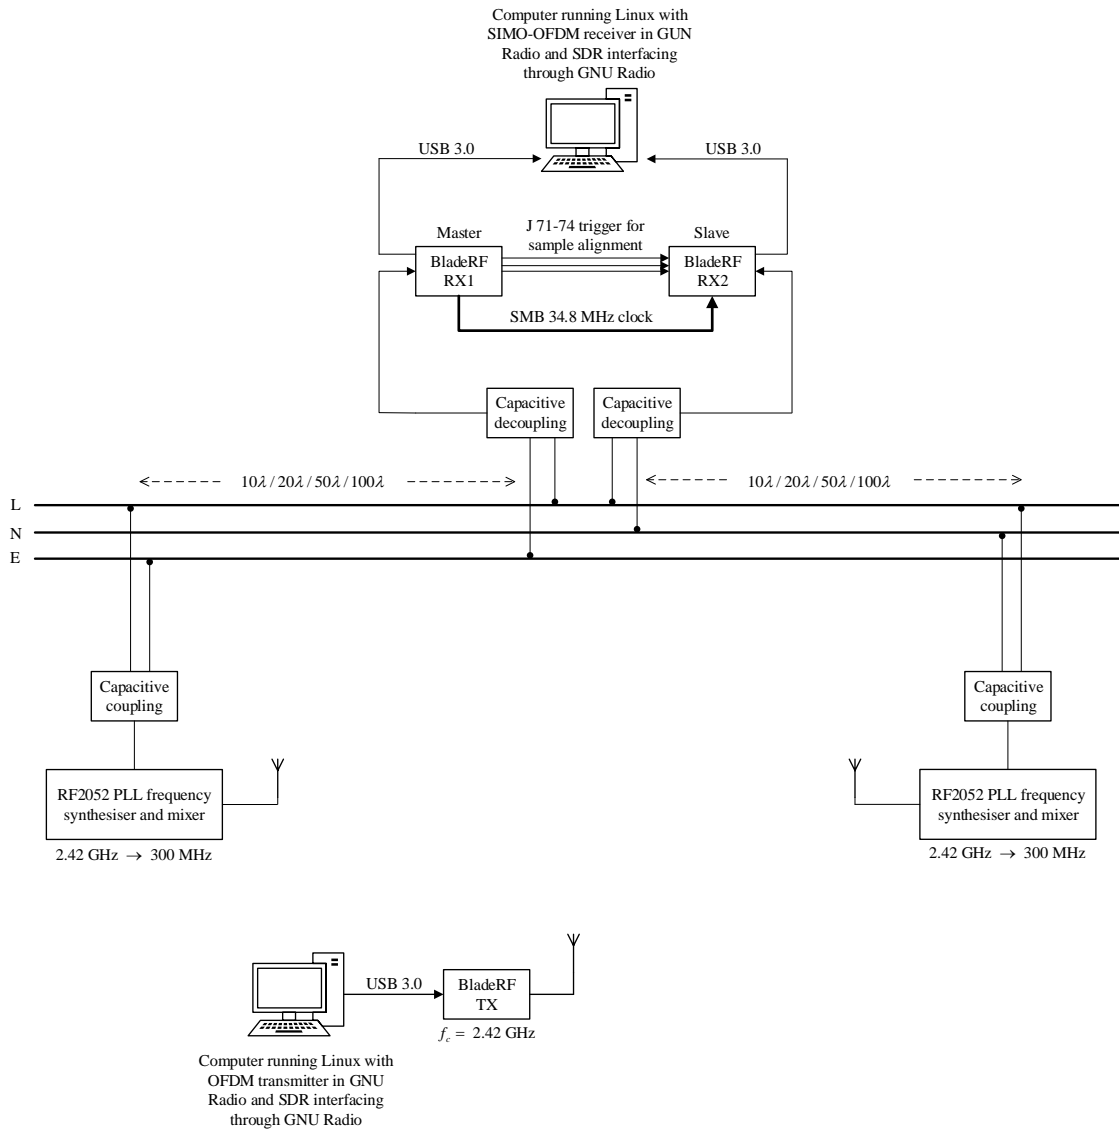 Computer running Linux with
SIMO-OFDM receiver in GUN
Radio and SDR interfacing
through GNU Radio
USB 3.0
USB 3.0
J 71-74 trigger for
sample alignment
Master
Slave
BladeRF
RX1
BladeRF
RX2
SMB 34.8 MHz clock
Capacitive
decoupling
Capacitive
decoupling
10λ / 20λ / 50λ / 100λ
10λ / 20λ / 50λ / 100λ
L
N
E
Capacitive
coupling
Capacitive
coupling
RF2052 PLL frequency
synthesiser and mixer
RF2052 PLL frequency
synthesiser and mixer
2.42 GHz → 300 MHz
2.42 GHz → 300 MHz
USB 3.0
BladeRF
TX
f_c = 2.42 GHz
Computer running Linux with
OFDM transmitter in GNU
Radio and SDR interfacing
through GNU Radio